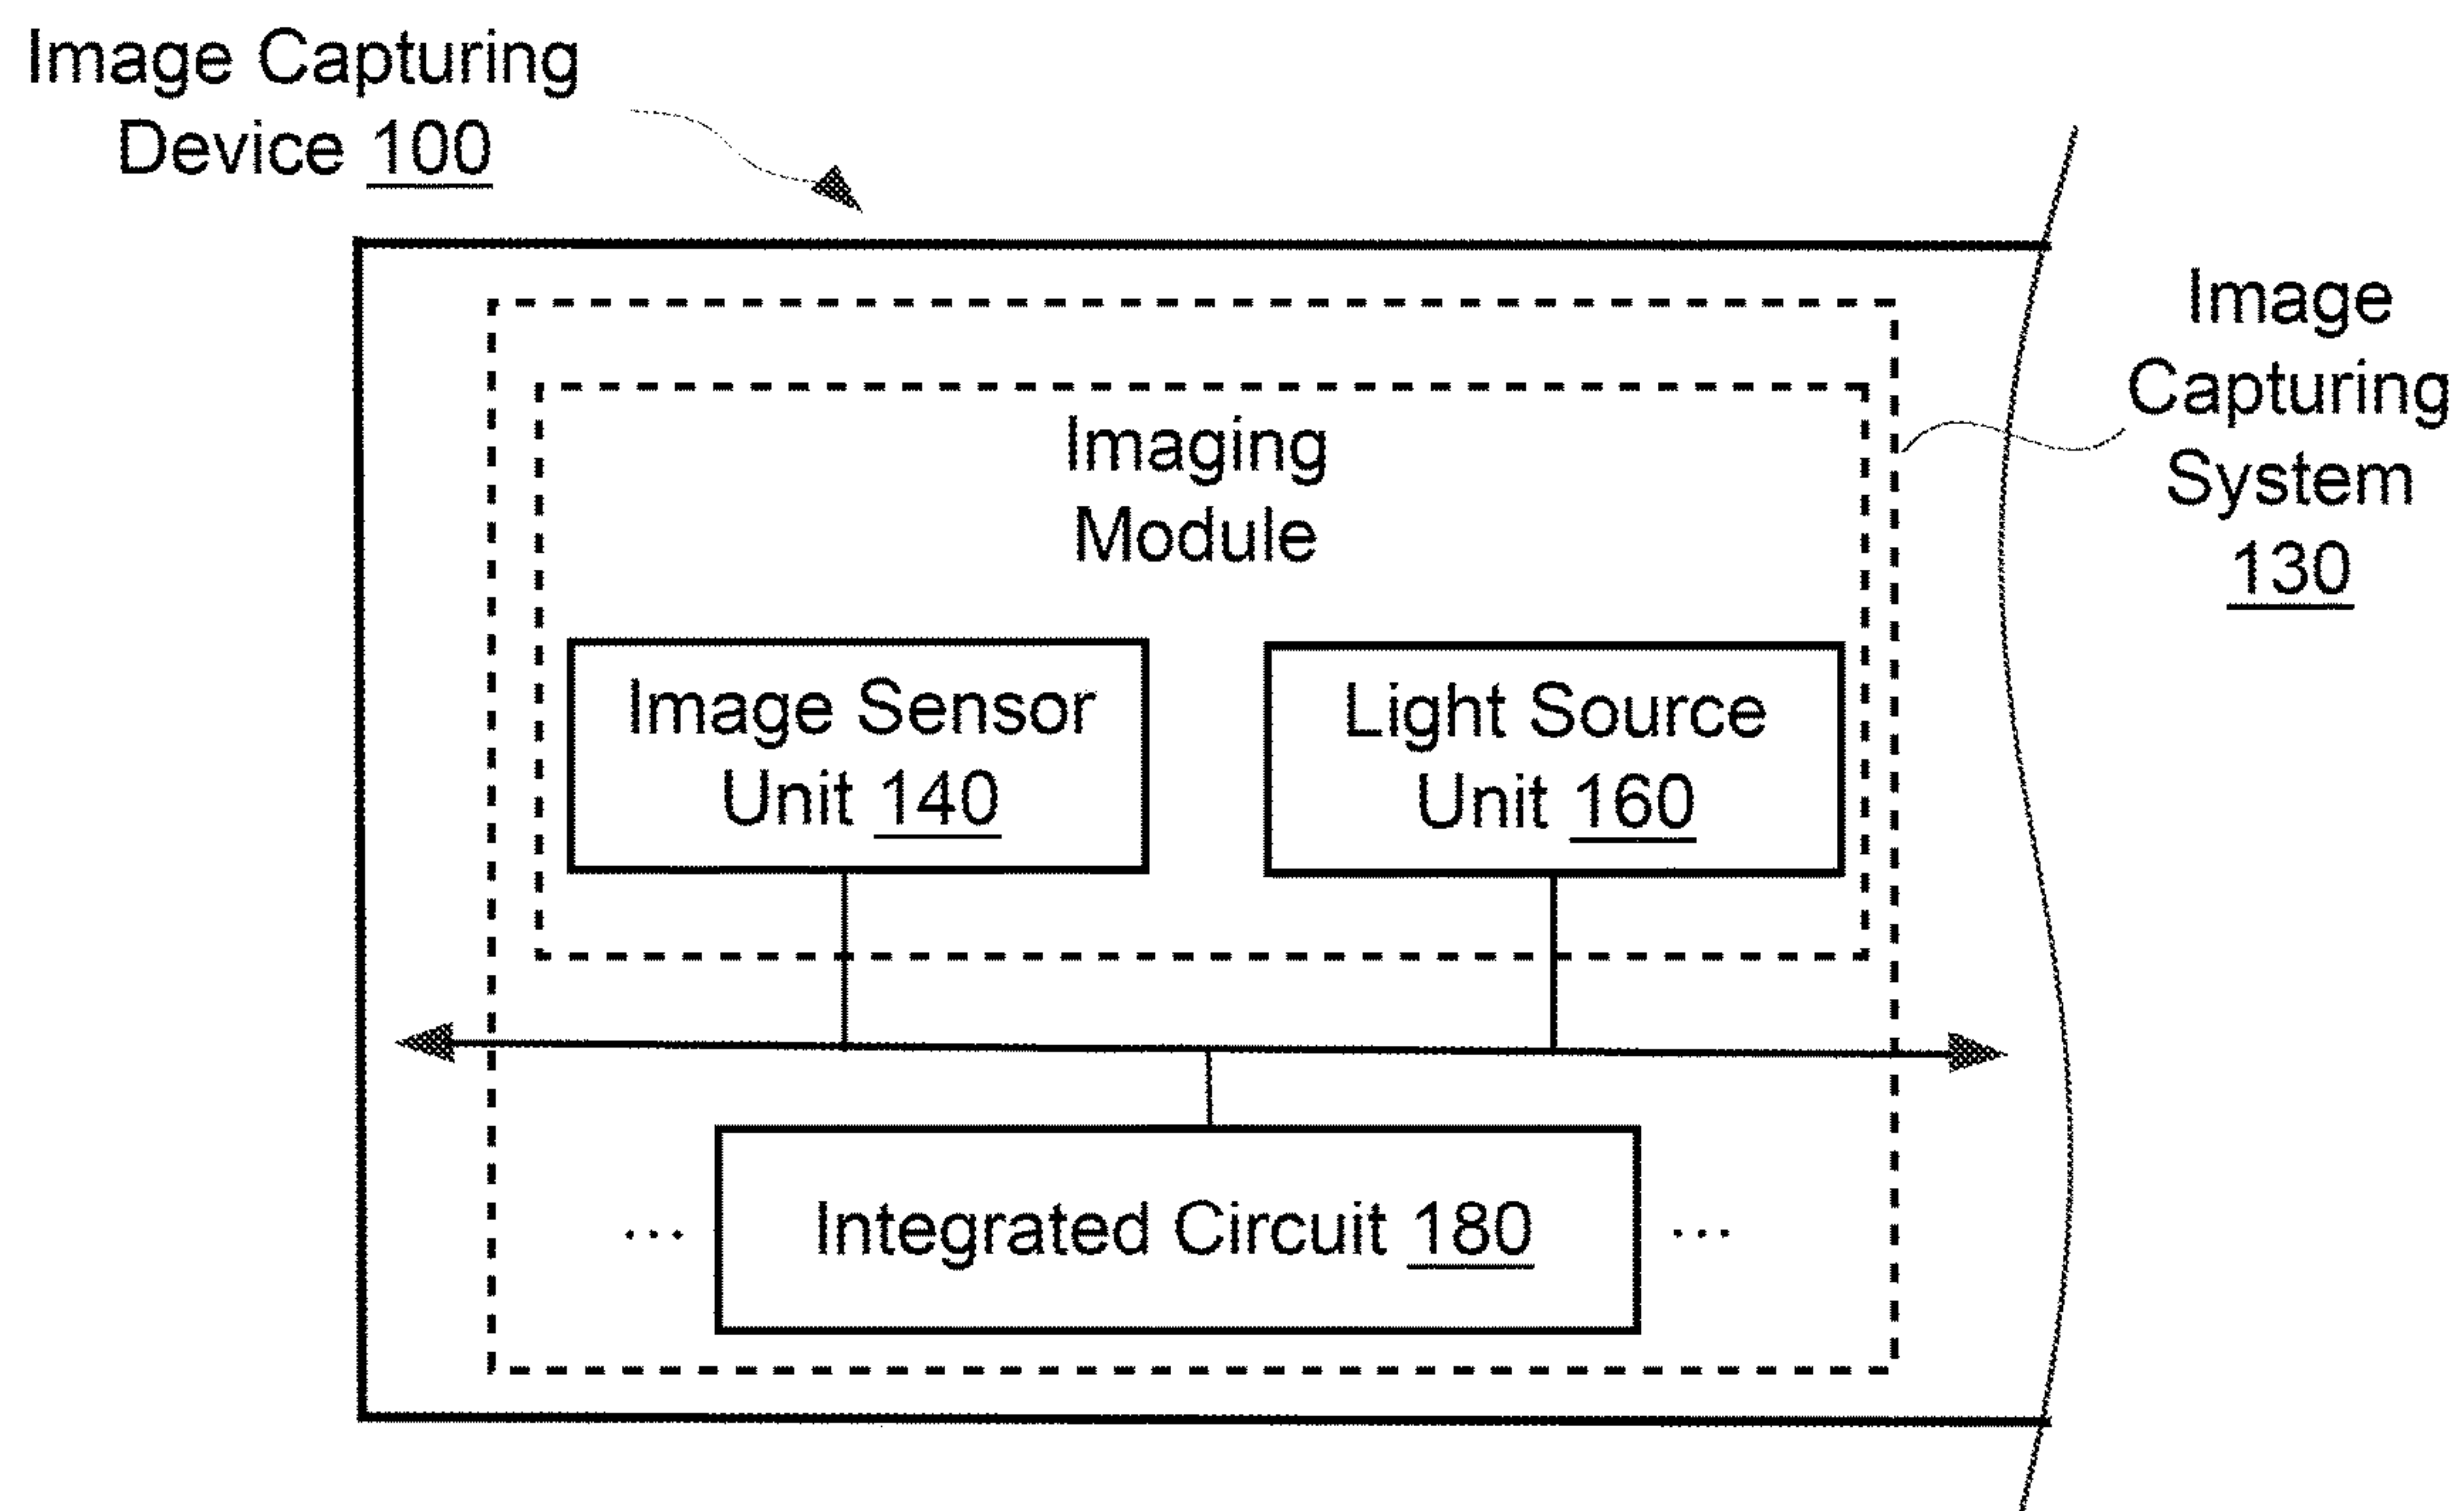 Image Capturing
Device 100
Image
Capturing
System
130
Imaging
Module
Image Sensor
Unit 140
Light Source
Unit 160
... Integrated Circuit 180 ...